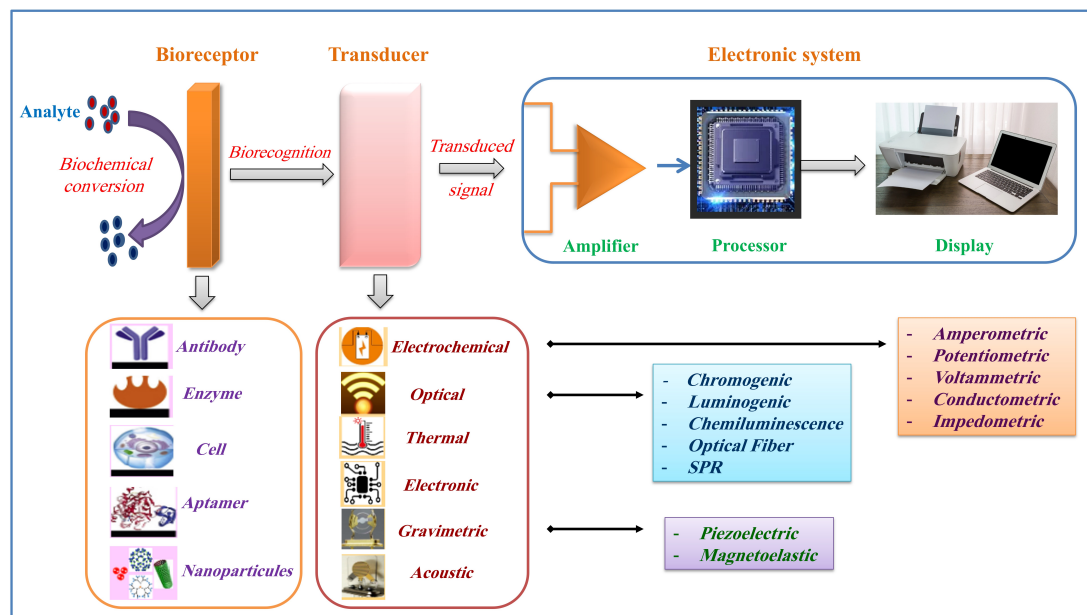 Bioreceptor
Transducer
Electronic system
Analyte
Biochemical
conversion
Biorecognition
Transduced
signal
Amplifier
Processor
Display
Antibody
Enzyme
Cell
Aptamer
Nanoparticules
Electrochemical
Optical
Thermal
Electronic
Gravimetric
Acoustic
- Chromogenic
- Luminogenic
- Chemiluminescence
- Optical Fiber
- SPR
- Piezoelectric
- Magnetoelastic
- Amperometric
- Potentiometric
- Voltammetric
- Conductometric
- Impedometric